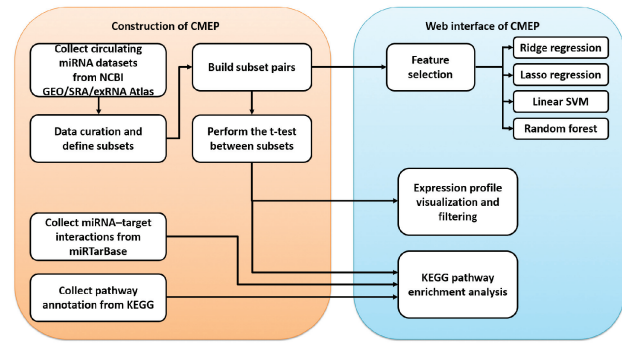 Construction of CMEP
Collect circulating
miRNA datasets
from NCBI
GEO/SRA/exRNA Atlas
Build subset pairs
Data curation and
define subsets
Perform the t-test
between subsets
Collect miRNA–target
interactions from
miRTarBase
Collect pathway
annotation from KEGG
Web interface of CMEP
Feature
selection
Ridge regression
Lasso regression
Linear SVM
Random forest
Expression profile
visualization and
filtering
KEGG pathway
enrichment analysis